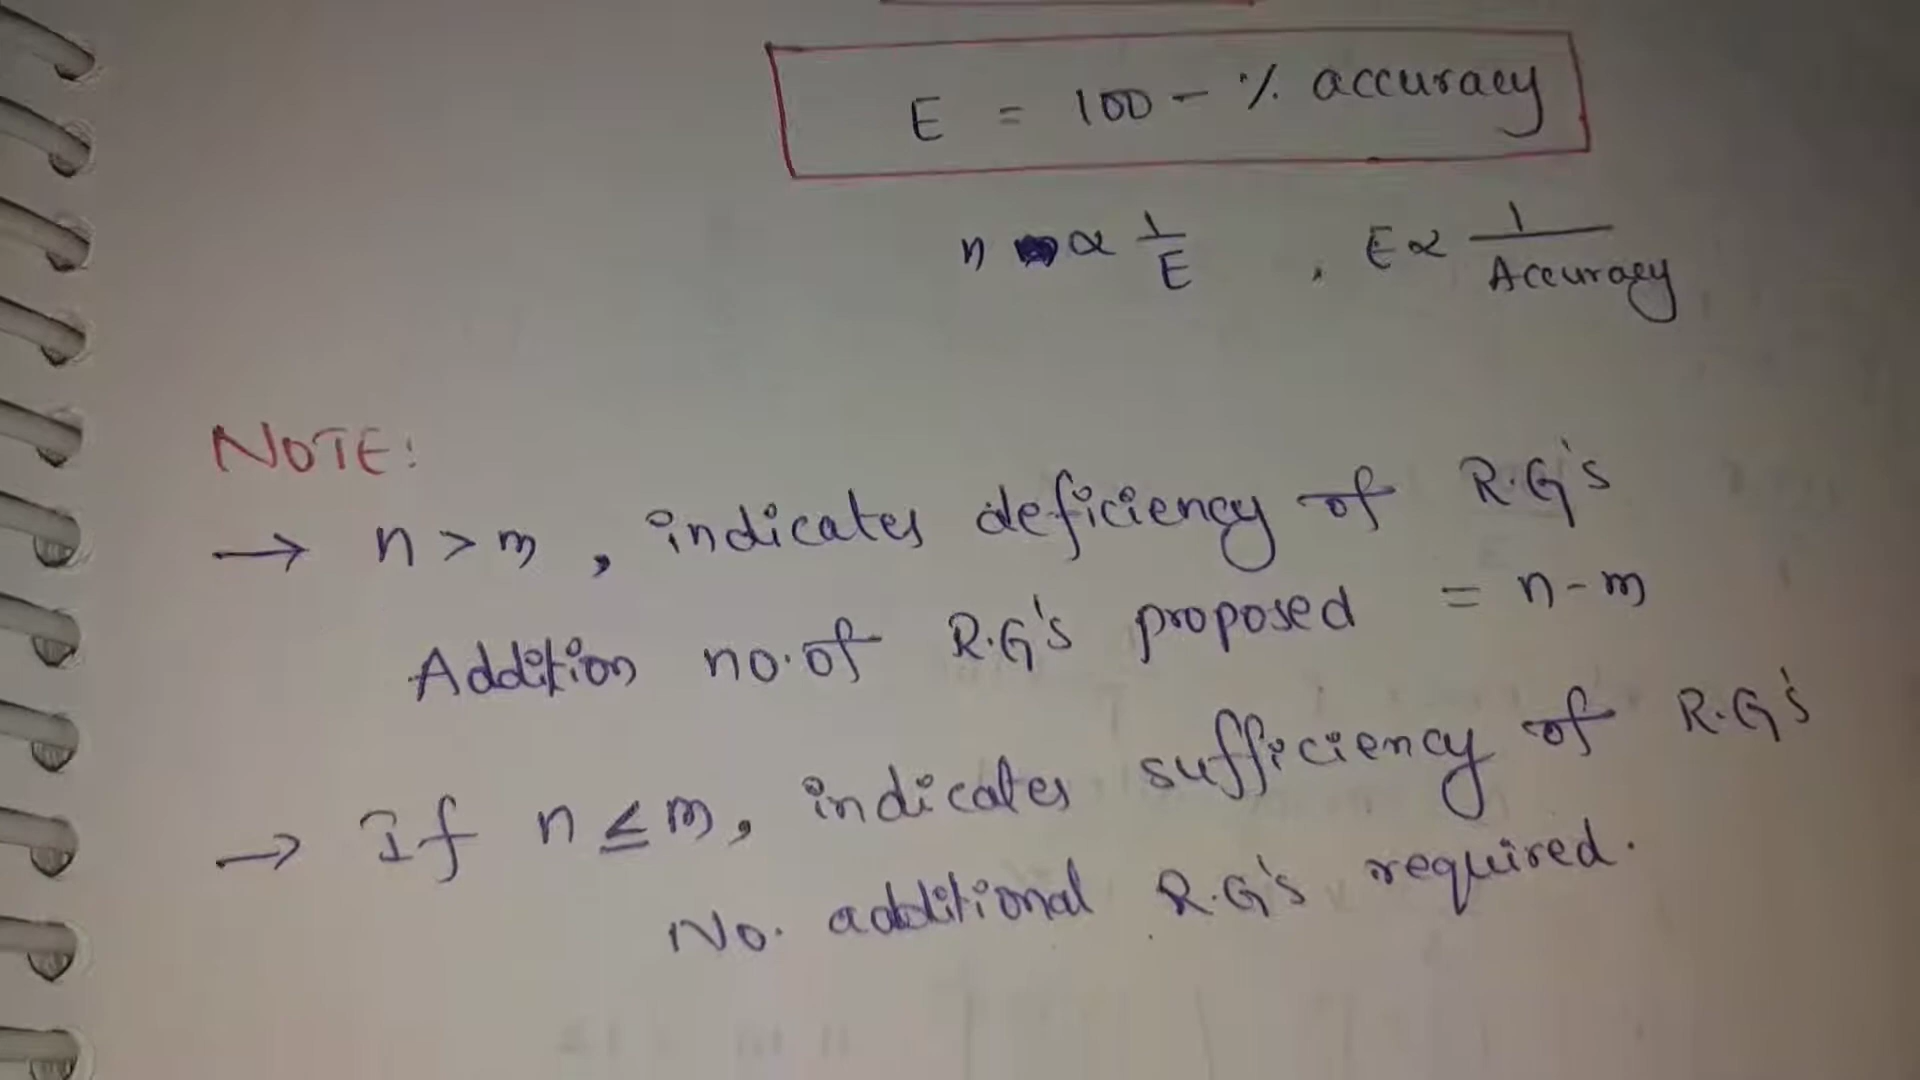 E = 100 - % accuracy
n ∝ 1/E , E ∝ 1/Accuracy
NOTE:
→ n > m , indicates deficiency of R.G's
Addition no. of R.G's proposed = n - m
→ If n ≤ m, indicates sufficiency of R.G's
No. additional R.G's required.